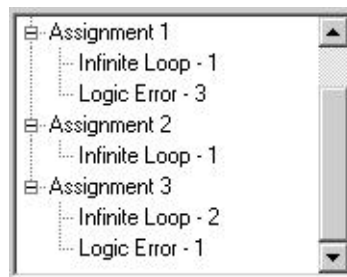 Assignment 1
Infinite Loop - 1
Logic Error - 3
Assignment 2
Infinite Loop - 1
Assignment 3
Infinite Loop - 2
Logic Error - 1